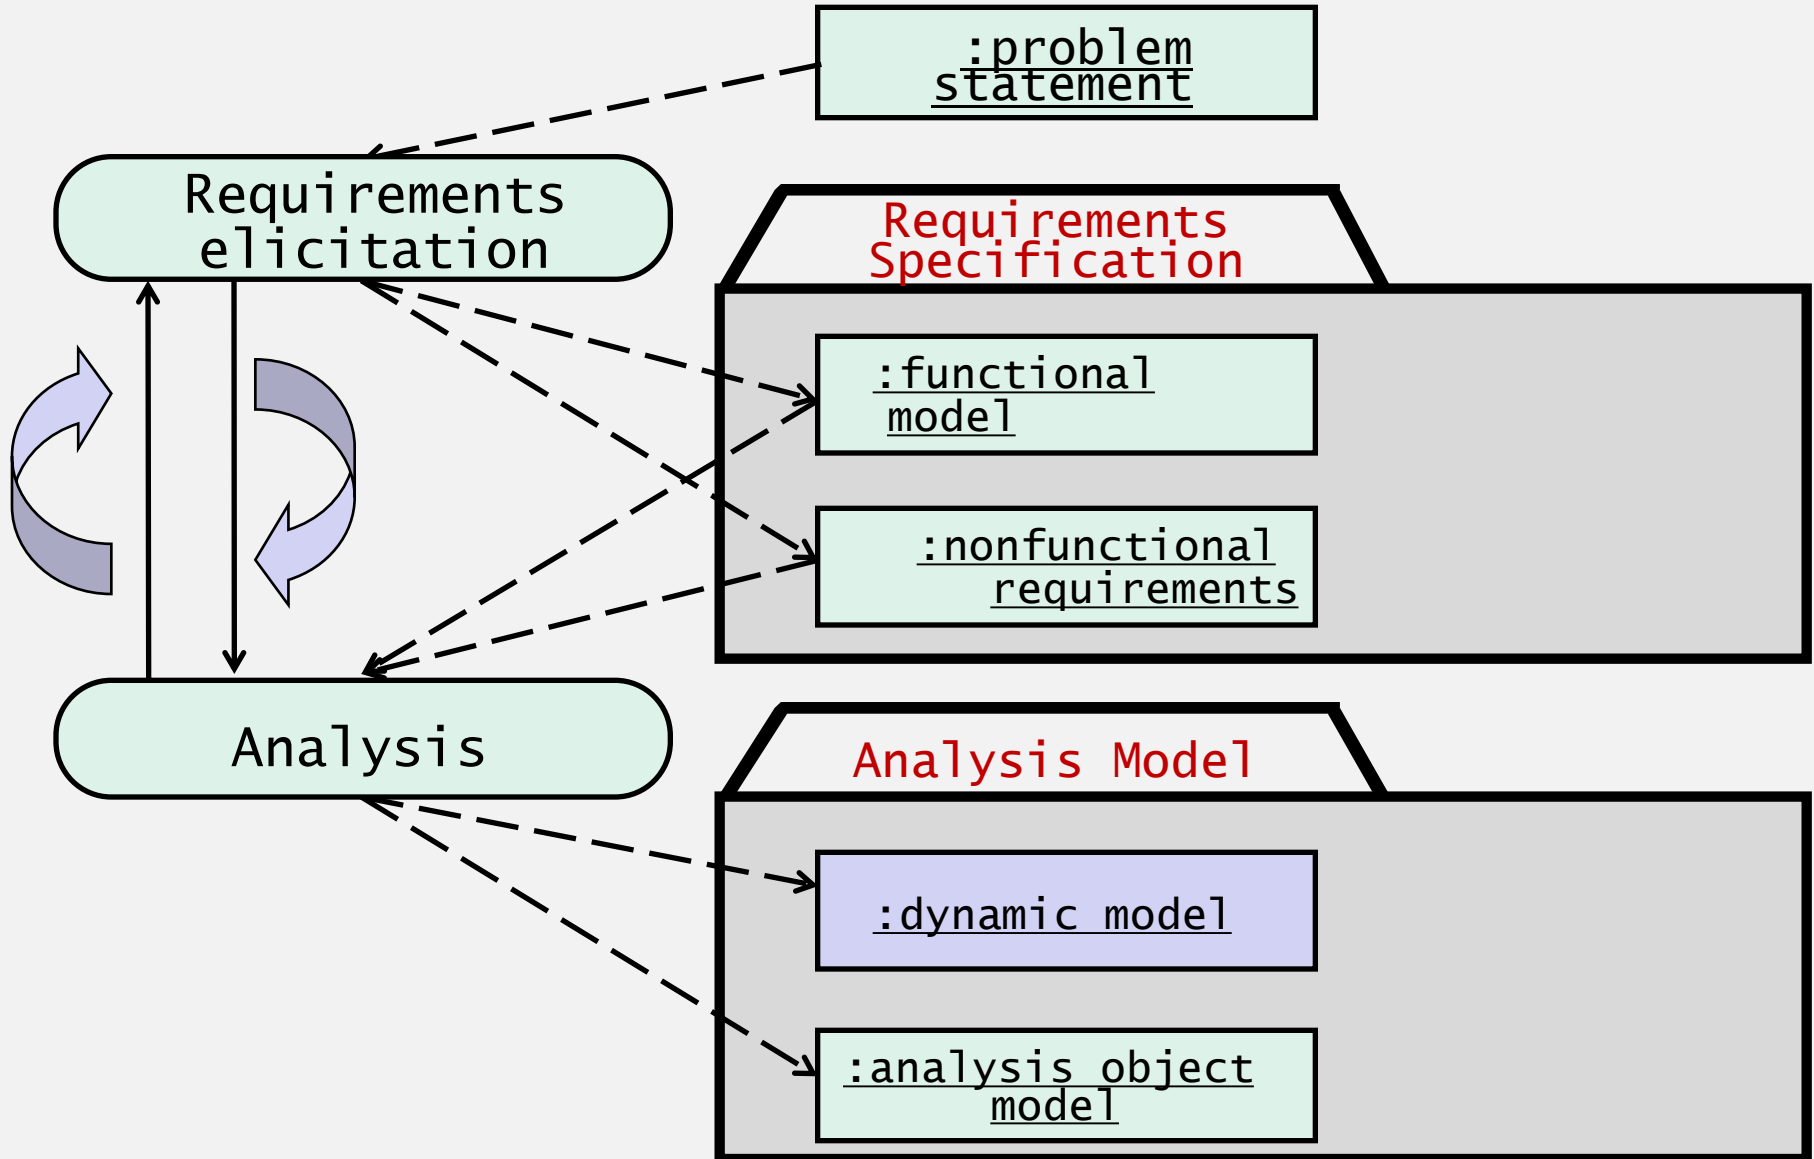 :problem
statement
Requirements
elicitation
Requirements
Specification
:functional
model
:nonfunctional
requirements
Analysis
Analysis Model
:dynamic model
:analysis object
model